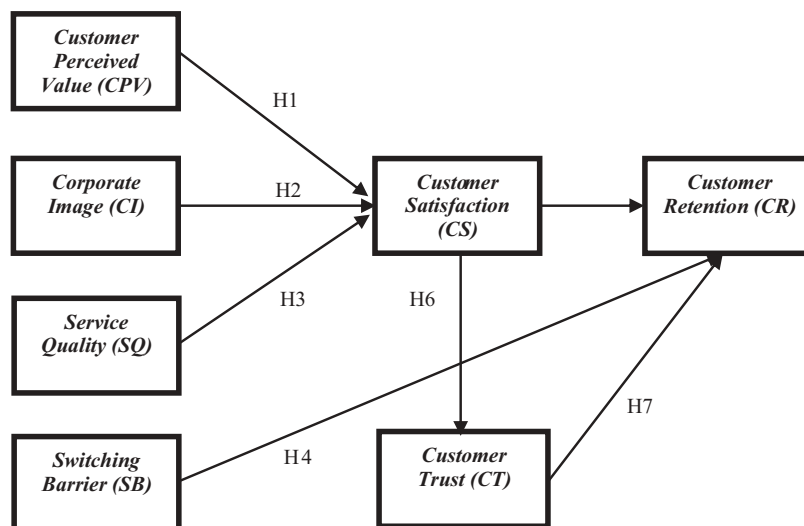 Customer
Perceived
Value (CPV)
H1
Corporate
Image (CI)
H2
Customer
Satisfaction
(CS)
Customer
Retention (CR)
Service
Quality (SQ)
H3
H6
Switching
Barrier (SB)
H4
Customer
Trust (CT)
H7